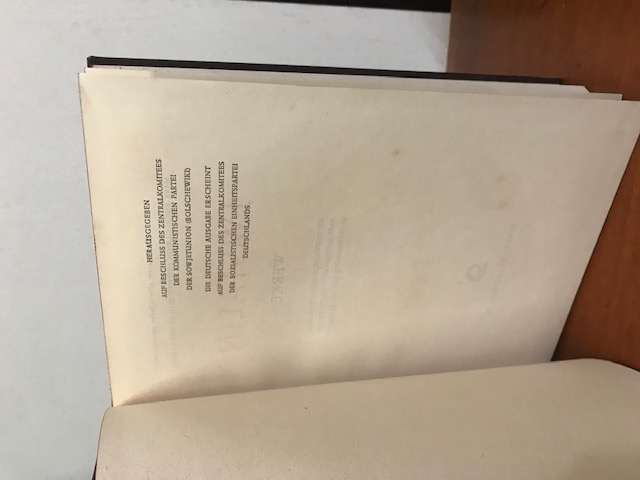 HERAUSGEGEBEN
AUF BESCHLUSS DES ZENTRALKOMITEES
DER KOMMUNISTISCHEN PARTEI
DER SOWJETUNION (BOLSCHEWIKI)
DIE DEUTSCHE AUSGABE ERSCHEINT
AUF BESCHLUSS DES ZENTRALKOMITEES
DER SOZIALISTISCHEN EINHEITSPARTEI
DEUTSCHLANDS
WERKE